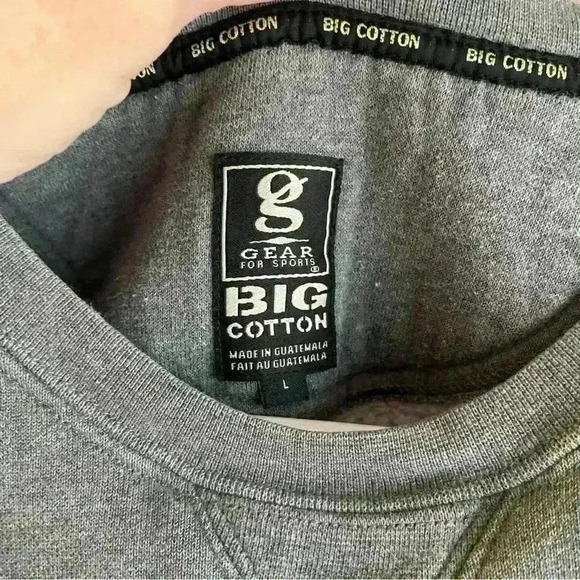 BIG COTTON BIG COTTON BIG COTTON
g
GEAR
FOR SPORTS®
BIG
COTTON
MADE IN GUATEMALA
FAIT AU GUATEMALA
L